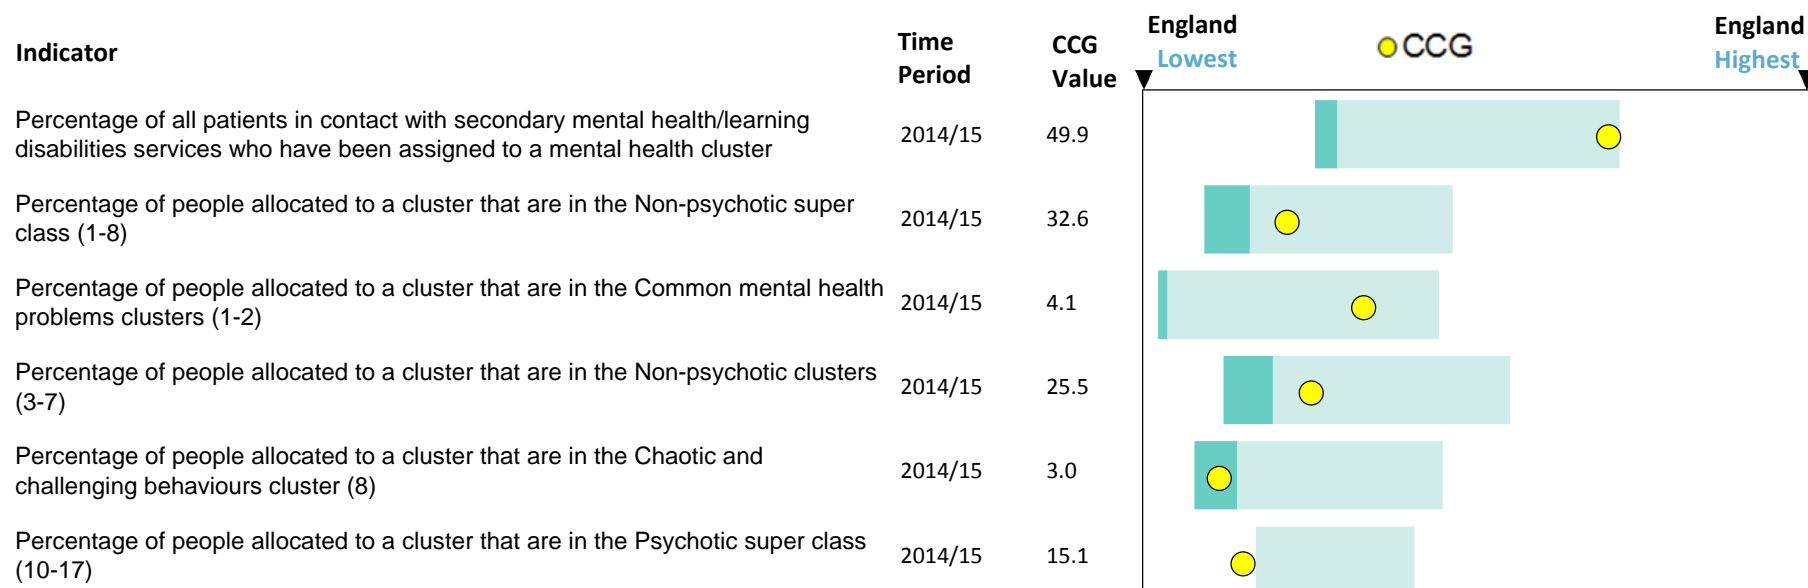 Indicator
Time
Period
CCG
Value
England
Lowest
CCG
England
Highest
Percentage of all patients in contact with secondary mental health/learning
disabilities services who have been assigned to a mental health cluster
2014/15
49.9
Percentage of people allocated to a cluster that are in the Non-psychotic super
class (1-8)
2014/15
32.6
Percentage of people allocated to a cluster that are in the Common mental health
problems clusters (1-2)
2014/15
4.1
Percentage of people allocated to a cluster that are in the Non-psychotic clusters
(3-7)
2014/15
25.5
Percentage of people allocated to a cluster that are in the Chaotic and
challenging behaviours cluster (8)
2014/15
3.0
Percentage of people allocated to a cluster that are in the Psychotic super class
(10-17)
2014/15
15.1